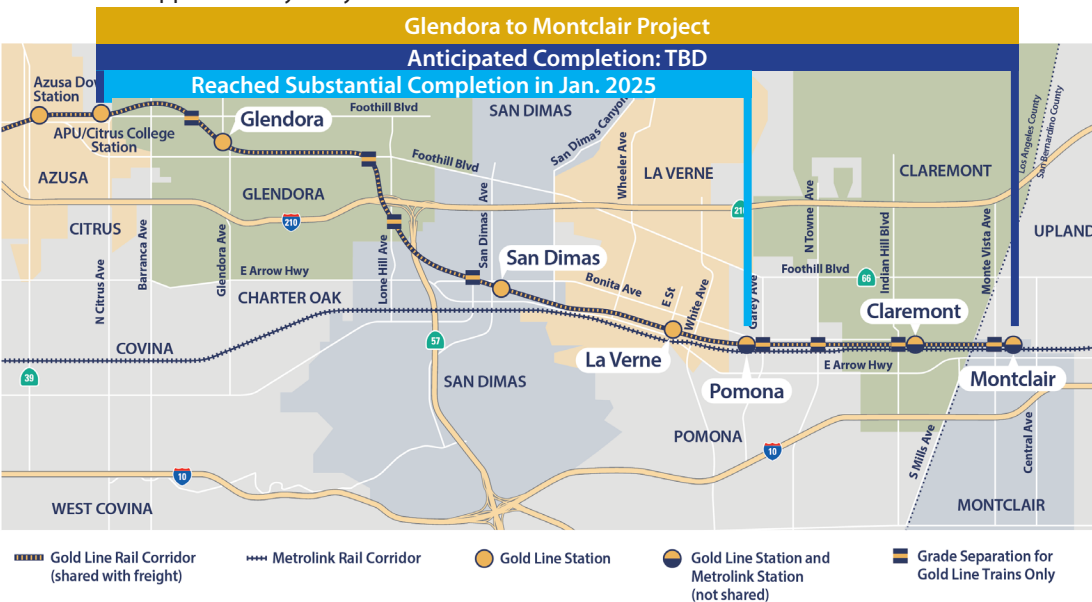 Glendora to Montclair Project
Anticipated Completion: TBD
Reached Substantial Completion in Jan. 2025
Azusa Do
Station
APU/Citrus College
Station
Glendora
Foothill Blvd
SAN DIMAS
San Dimas Canyon
Wheeler Ave
LA VERNE
CLAREMONT
Los Angeles County
San Bernardino County
AZUSA
GLENDORA
Foothill Blvd
210
210
CITRUS
Barranca Ave
Glendora Ave
N Citrus Ave
E Arrow Hwy
CHARTER OAK
Lone Hill Ave
San Dimas Ave
San Dimas
Bonita Ave
E St
White Ave
Garey Ave
N Towne Ave
Foothill Blvd
66
Indian Hill Blvd
Monte Vista Ave
UPLAND
COVINA
39
57
SAN DIMAS
La Verne
Pomona
Claremont
E Arrow Hwy
Montclair
POMONA
10
10
S Mills Ave
Central Ave
WEST COVINA
MONTCLAIR
Gold Line Rail Corridor
(shared with freight)
Metrolink Rail Corridor
Gold Line Station
Gold Line Station and
Metrolink Station
(not shared)
Grade Separation for
Gold Line Trains Only